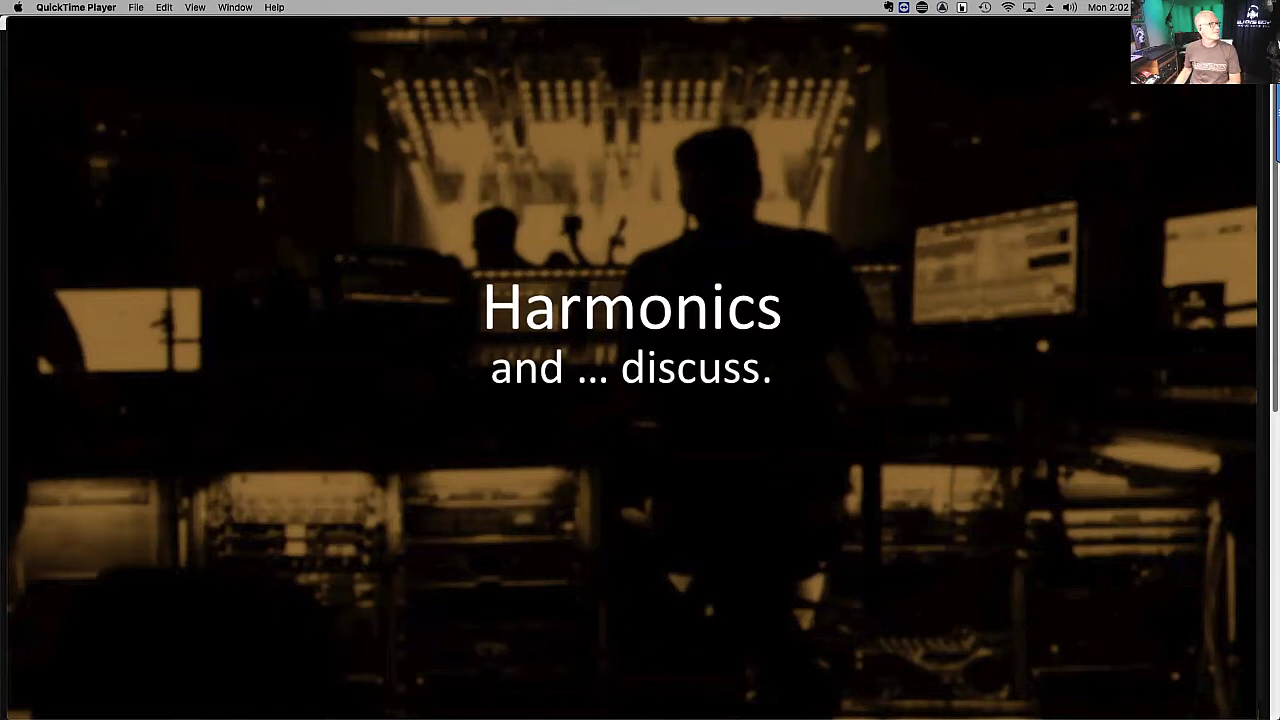 QuickTime Player File Edit View Window Help Mon 2:02
Harmonics
and ... discuss.